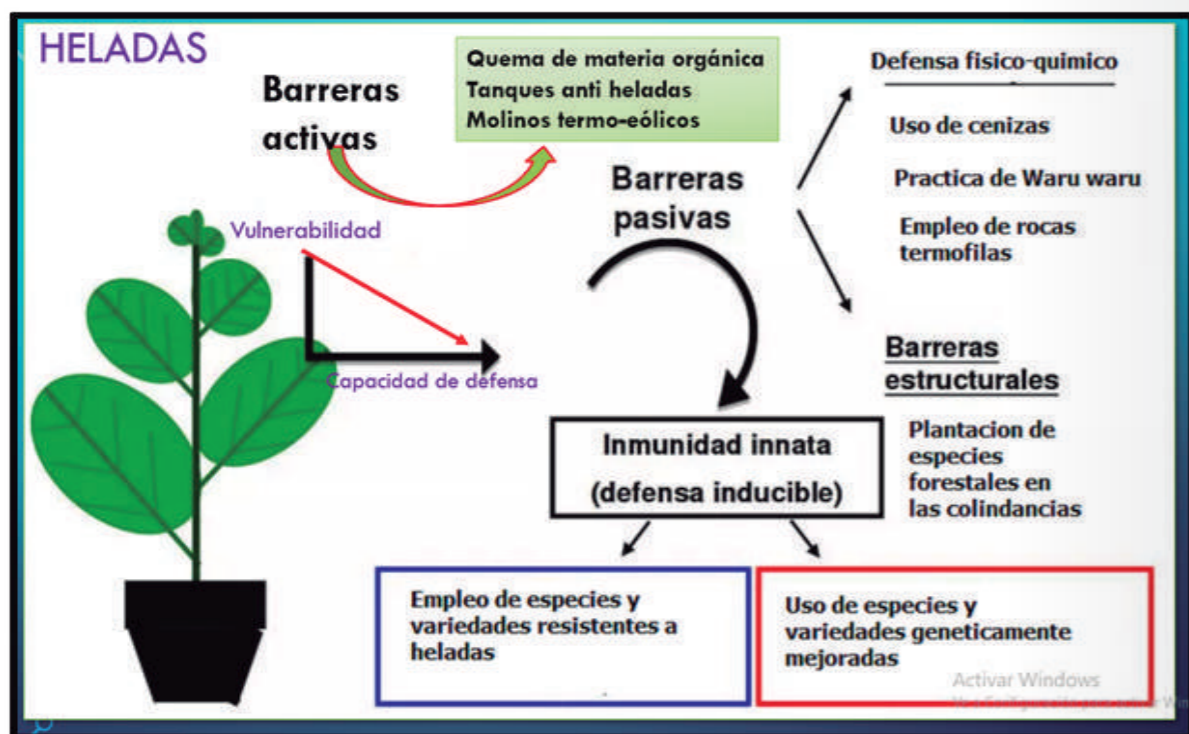 HELADAS
Barreras
activas
Quema de materia orgánica
Tanques anti heladas
Molinos termo-eólicos
Defensa fisico-quimico
Uso de cenizas
Practica de Waru waru
Empleo de rocas
termofilas
Barreras
pasivas
Vulnerabilidad
Capacidad de defensa
Barreras
estructurales
Plantacion de
especies
forestales en
las colindancias
Inmunidad innata
(defensa inducible)
Empleo de especies y
variedades resistentes a
heladas
Uso de especies y
variedades geneticamente
mejoradas
Activar Windows